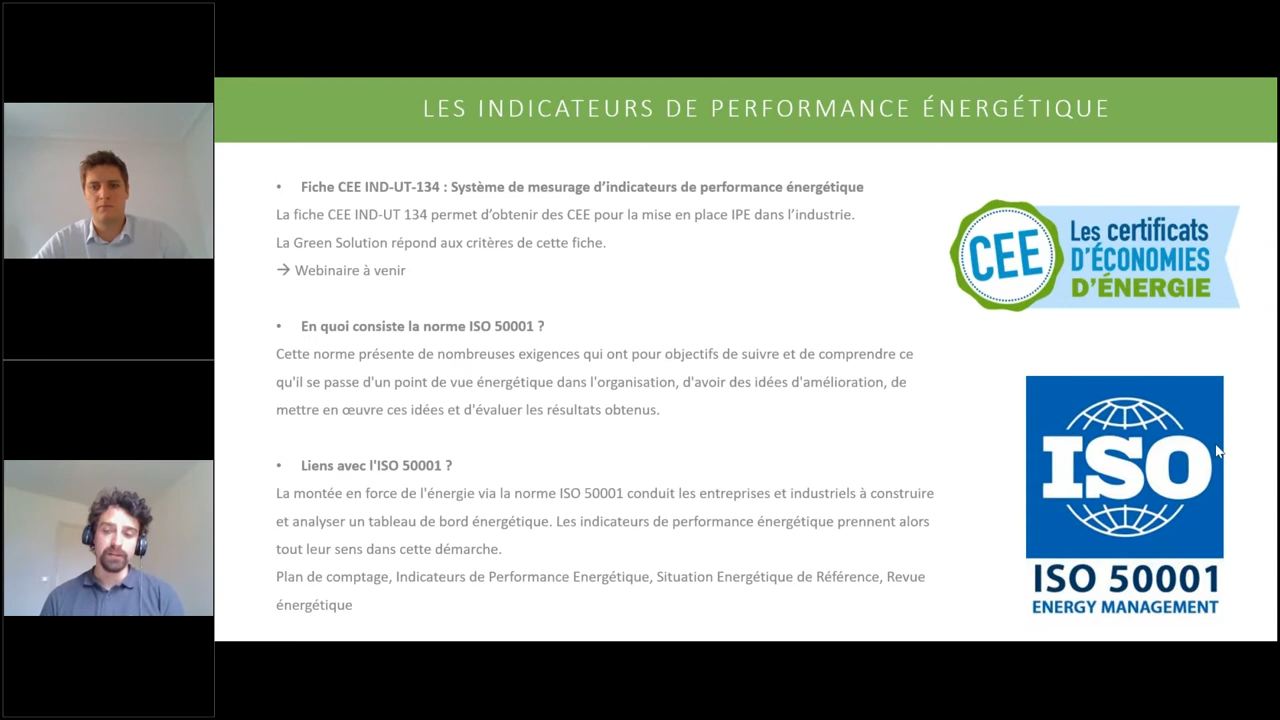 LES INDICATEURS DE PERFORMANCE ÉNERGÉTIQUE
• Fiche CEE IND-UT-134 : Système de mesurage d’indicateurs de performance énergétique
La fiche CEE IND-UT 134 permet d’obtenir des CEE pour la mise en place IPE dans l’industrie.
La Green Solution répond aux critères de cette fiche.
→ Webinaire à venir
• En quoi consiste la norme ISO 50001 ?
Cette norme présente de nombreuses exigences qui ont pour objectifs de suivre et de comprendre ce
qu'il se passe d'un point de vue énergétique dans l'organisation, d'avoir des idées d'amélioration, de
mettre en œuvre ces idées et d'évaluer les résultats obtenus.
• Liens avec l'ISO 50001 ?
La montée en force de l'énergie via la norme ISO 50001 conduit les entreprises et industriels à construire
et analyser un tableau de bord énergétique. Les indicateurs de performance énergétique prennent alors
tout leur sens dans cette démarche.
Plan de comptage, Indicateurs de Performance Energétique, Situation Energétique de Référence, Revue
énergétique
CEE
Les certificats
D'ÉCONOMIES
D'ÉNERGIE
ISO
ISO 50001
ENERGY MANAGEMENT